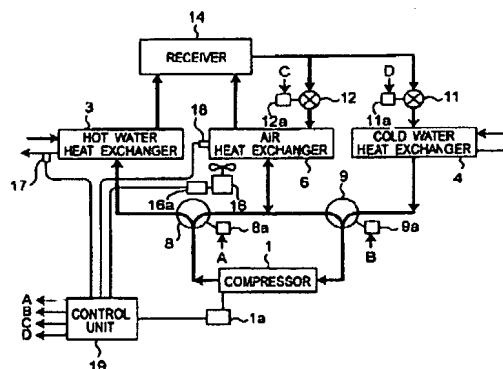 14
RECEIVER
C
D
3
18
12a
12
11a
11
HOT WATER
HEAT EXCHANGER
AIR
HEAT EXCHANGER
COLD WATER
HEAT EXCHANGER
17
6
4
16a
16
9
8
8a
9a
1
A
B
COMPRESSOR
A
B
C
D
CONTROL
UNIT
1a
19